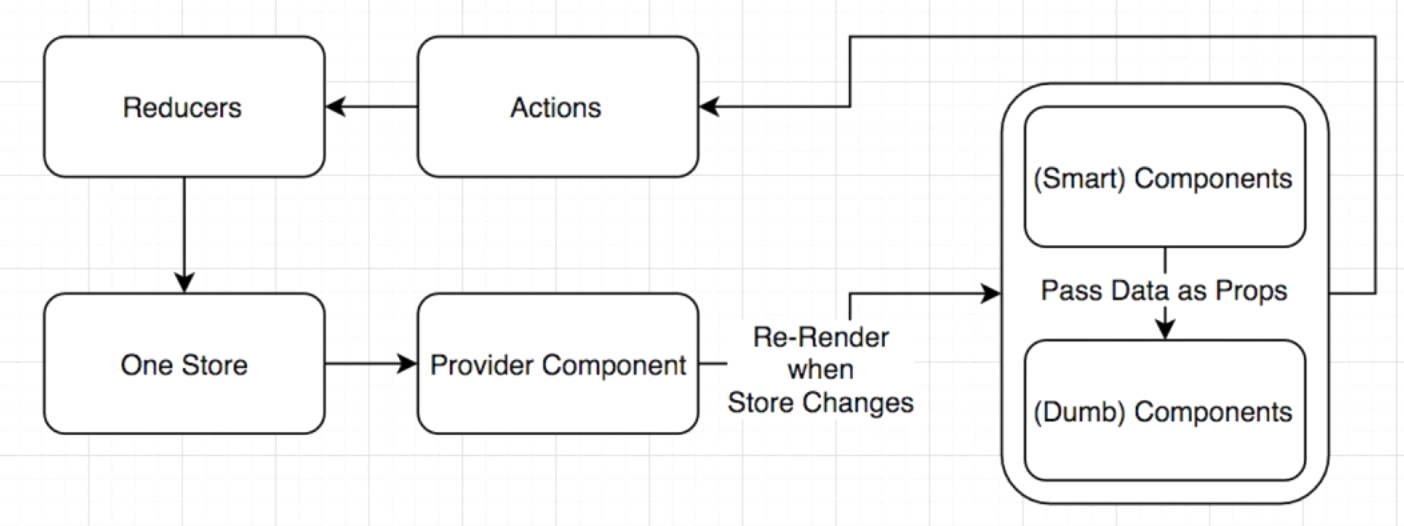 Reducers
Actions
(Smart) Components
Pass Data as Props
(Dumb) Components
One Store
Provider Component
Re-Render
when
Store Changes